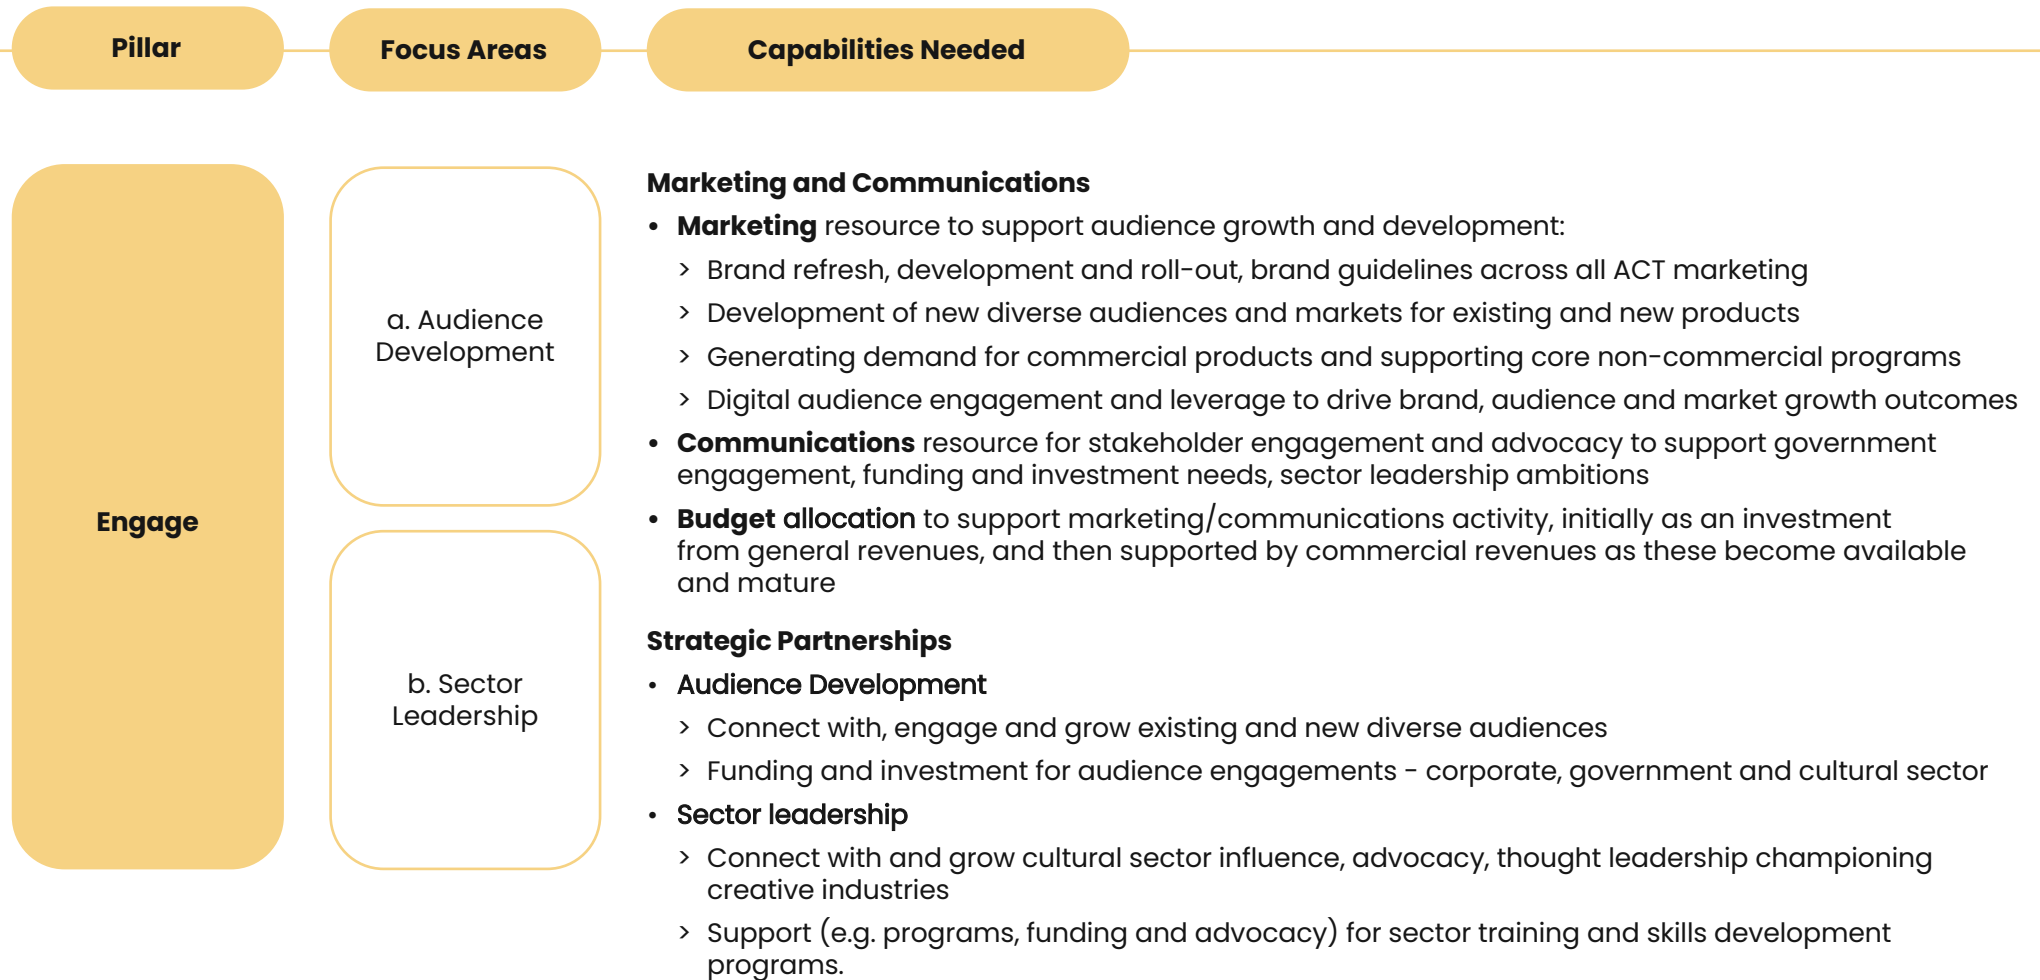 Pillar
Focus Areas
Capabilities Needed
Engage
a. Audience
Development
b. Sector
Leadership
Marketing and Communications
• Marketing resource to support audience growth and development:
> Brand refresh, development and roll-out, brand guidelines across all ACT marketing
> Development of new diverse audiences and markets for existing and new products
> Generating demand for commercial products and supporting core non-commercial programs
> Digital audience engagement and leverage to drive brand, audience and market growth outcomes
• Communications resource for stakeholder engagement and advocacy to support government
engagement, funding and investment needs, sector leadership ambitions
• Budget allocation to support marketing/communications activity, initially as an investment
from general revenues, and then supported by commercial revenues as these become available
and mature
Strategic Partnerships
• Audience Development
> Connect with, engage and grow existing and new diverse audiences
> Funding and investment for audience engagements - corporate, government and cultural sector
• Sector leadership
> Connect with and grow cultural sector influence, advocacy, thought leadership championing
creative industries
> Support (e.g. programs, funding and advocacy) for sector training and skills development
programs.